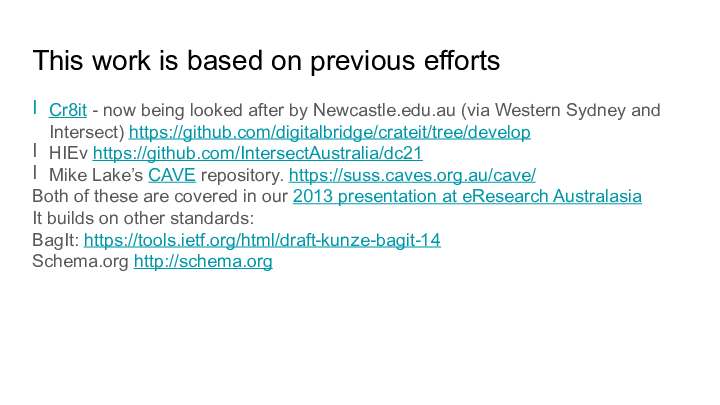 This work is based on previous efforts
l Cr8it - now being looked after by Newcastle.edu.au (via Western Sydney and
Intersect) https://github.com/digitalbridge/crateit/tree/develop
l HIEv https://github.com/IntersectAustralia/dc21
l Mike Lake’s CAVE repository. https://suss.caves.org.au/cave/
Both of these are covered in our 2013 presentation at eResearch Australasia
It builds on other standards:
BagIt: https://tools.ietf.org/html/draft-kunze-bagit-14
Schema.org http://schema.org